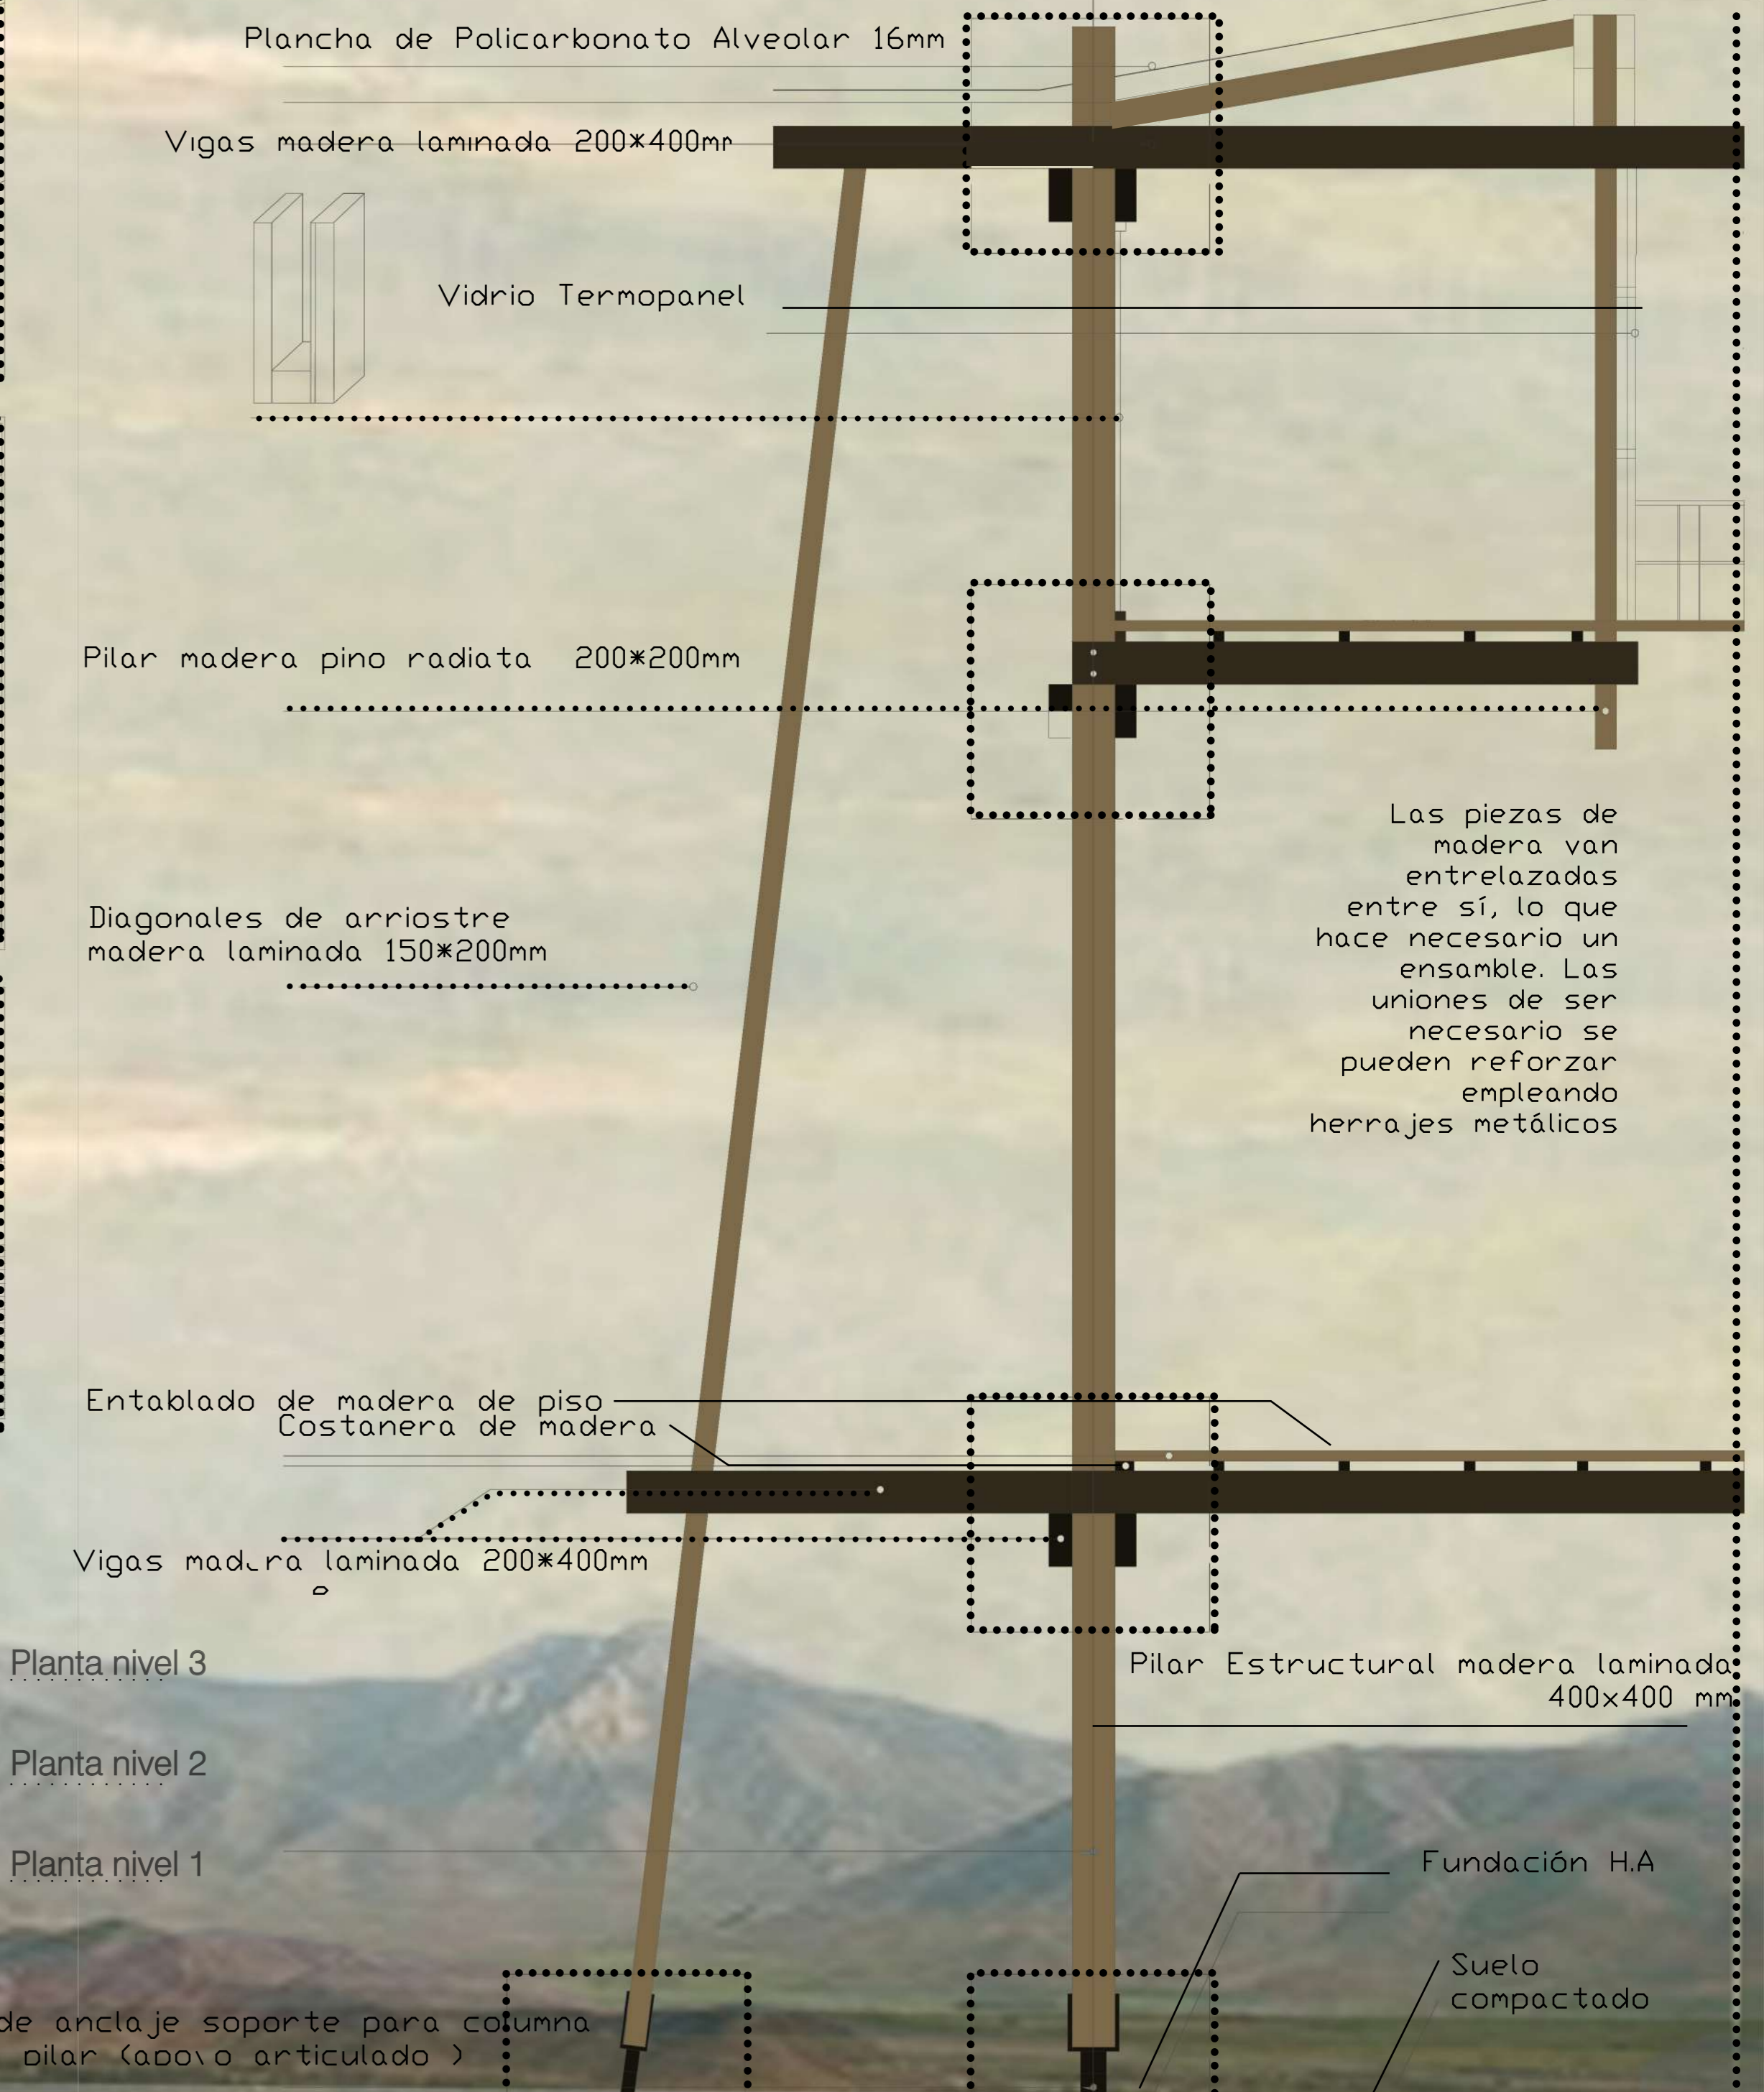 Plancha de Policarbonato Alveolar 16mm
Vigas madera laminada 200*400mm
Vidrio Termopanel
Pilar madera pino radiata 200*200mm
Las piezas de
madera van
entrelazadas
entre sí, lo que
hace necesario un
ensamble. Las
uniones de ser
necesario se
pueden reforzar
empleando
herrajes metálicos
Diagonales de arriostre
madera laminada 150*200mm
Entablado de madera de piso
Costanera de madera
Vigas madera laminada 200*400mm
Planta nivel 3
Planta nivel 2
Planta nivel 1
Pilar Estructural madera laminada
400x400 mm
Fundación H.A
Suelo
compactado
de anclaje soporte para columna
pilar (apoyo articulado )